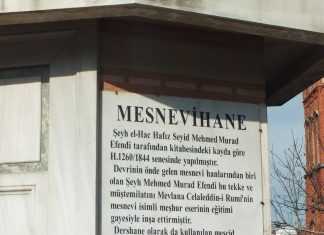 MESNEVİHANE
Şeyh el-Hac Hafız Seyid Mehmed Murad
Efendi tarafından kitabesindeki kayda göre
H.1260/1844 senesinde yapılmıştır.
Devrinin önde gelen mesnevi hanlarından biri
olan Şeyh Mehmed Murad Efendi bu tekke ve
müştemilatını Mevlana Celaleddin-i Rumi'nin
mesnevi isimli meşhur eserinin eğitimi
gayesiyle inşa ettirmiştir.
Dershane olarak da kullanılan mescid